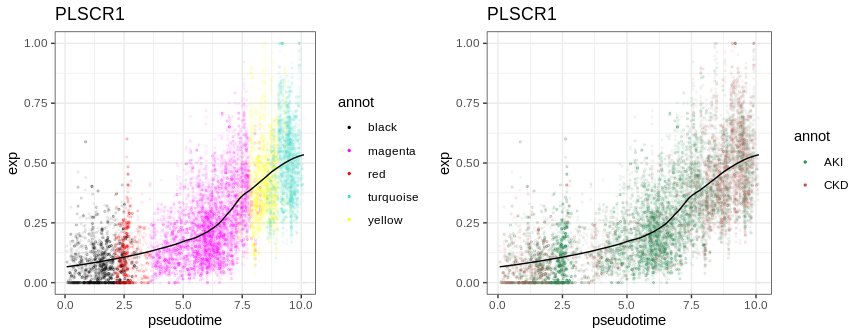 PLSCR1
exp
1.00
0.75
0.50
0.25
0.00
0.0 2.5 5.0 7.5 10.0
pseudotime
annot
black
magenta
red
turquoise
yellow
PLSCR1
exp
1.00
0.75
0.50
0.25
0.00
0.0 2.5 5.0 7.5 10.0
pseudotime
annot
AKI
CKD